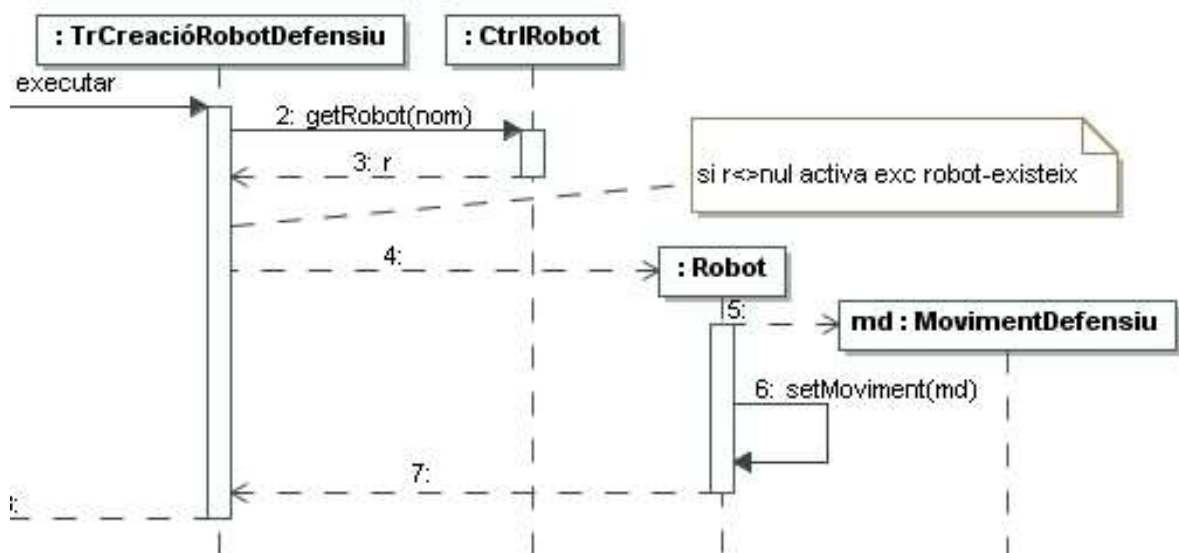 : TrCreacióRobotDefensiu
: CtrlRobot
executar
2: getRobot(nom)
3: r
si r<>nul activa exc robot-existeix
4:
: Robot
5:
md : MovimentDefensiu
6: setMoviment(md)
7: